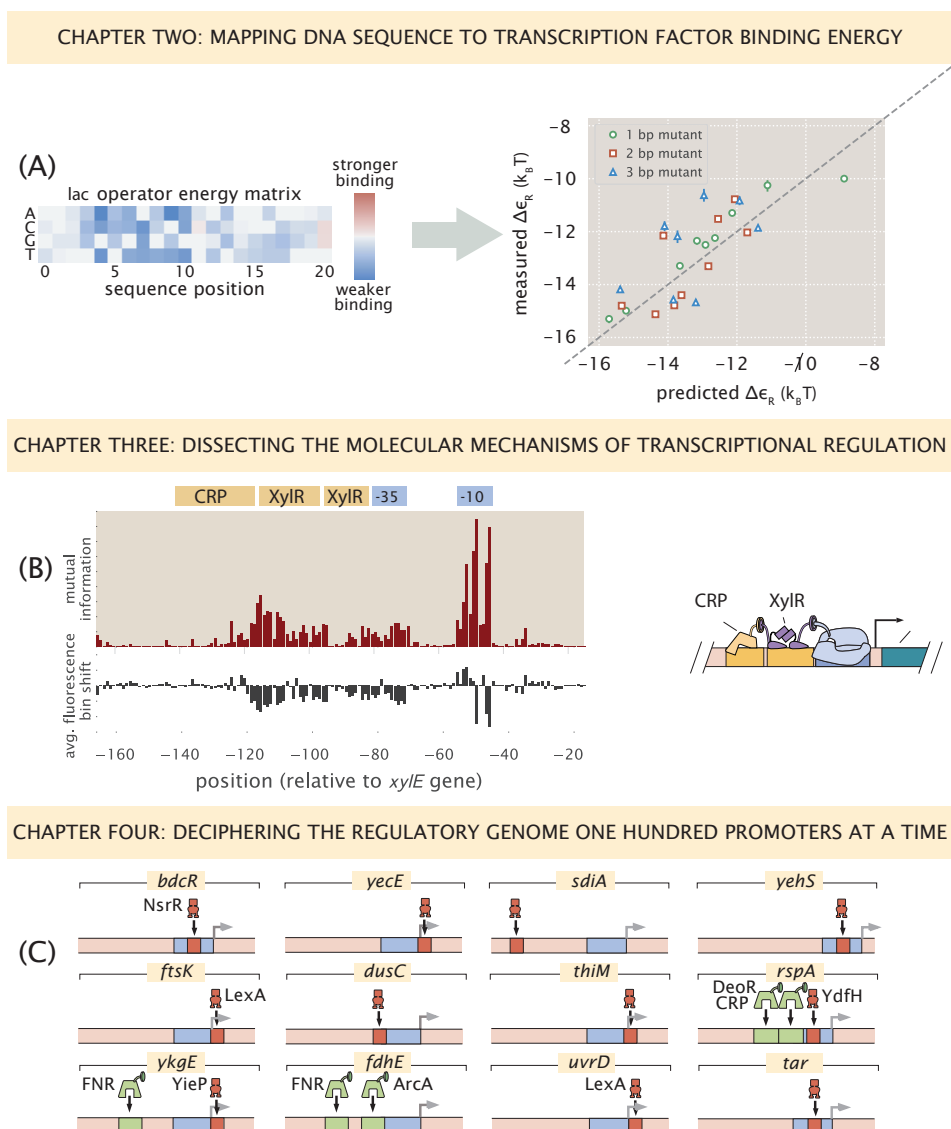 CHAPTER TWO: MAPPING DNA SEQUENCE TO TRANSCRIPTION FACTOR BINDING ENERGY
(A)
lac operator energy matrix
A
C
G
T
0 5 10 15 20
sequence position
stronger
binding
weaker
binding
measured Δϵ_R (k_BT)
-8
-10
-12
-14
-16
1 bp mutant
2 bp mutant
3 bp mutant
-16 -14 -12 -10 -8
predicted Δϵ_R (k_BT)
CHAPTER THREE: DISSECTING THE MOLECULAR MECHANISMS OF TRANSCRIPTIONAL REGULATION
(B)
CRP XylR XylR -35 -10
mutual
information
avg. fluorescence
bin shift
-160 -140 -120 -100 -80 -60 -40 -20
position (relative to xylE gene)
CRP XylR
CHAPTER FOUR: DECIPHERING THE REGULATORY GENOME ONE HUNDRED PROMOTERS AT A TIME
(C)
bdcR yecE sdiA yehS
NsrR
ftsK dusC thiM rspA
LexA
DeoR
CRP
YdfH
ykgE fdhE uvrD tar
FNR YieP FNR ArcA LexA